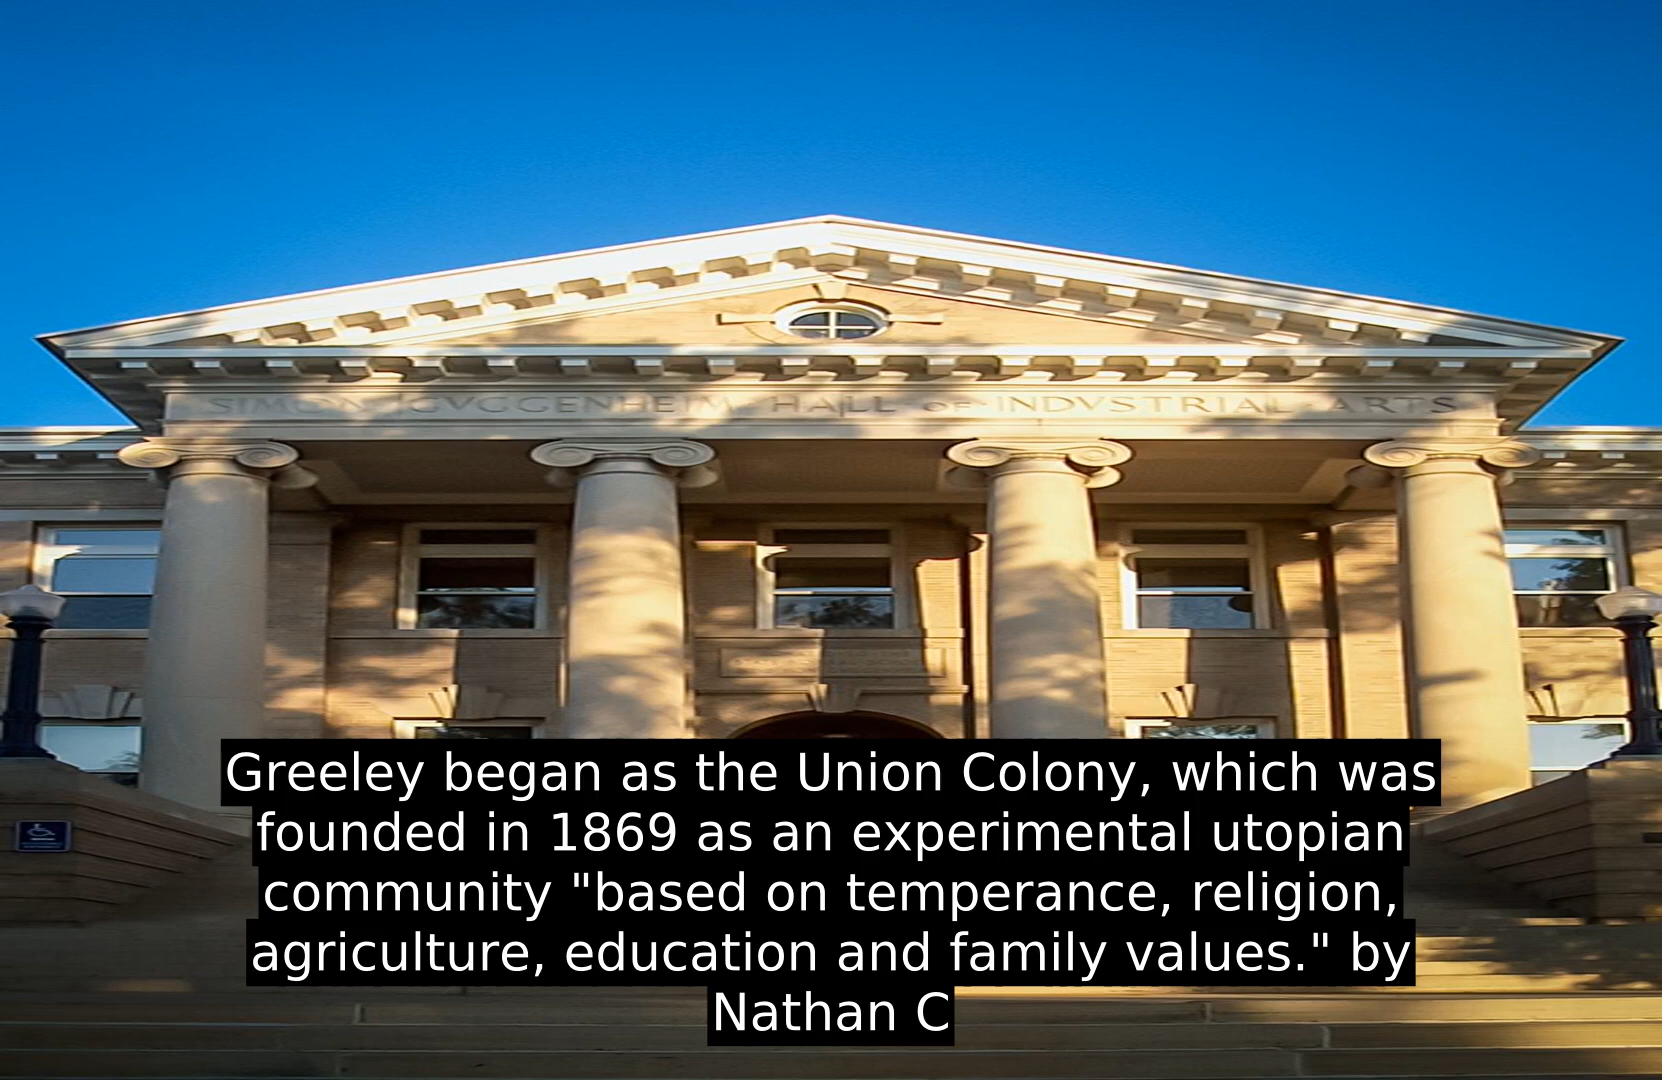 SIMON GVGGENHEIM HALL OF INDVSTRIAL ARTS
Greeley began as the Union Colony, which was
founded in 1869 as an experimental utopian
community "based on temperance, religion,
agriculture, education and family values." by
Nathan C